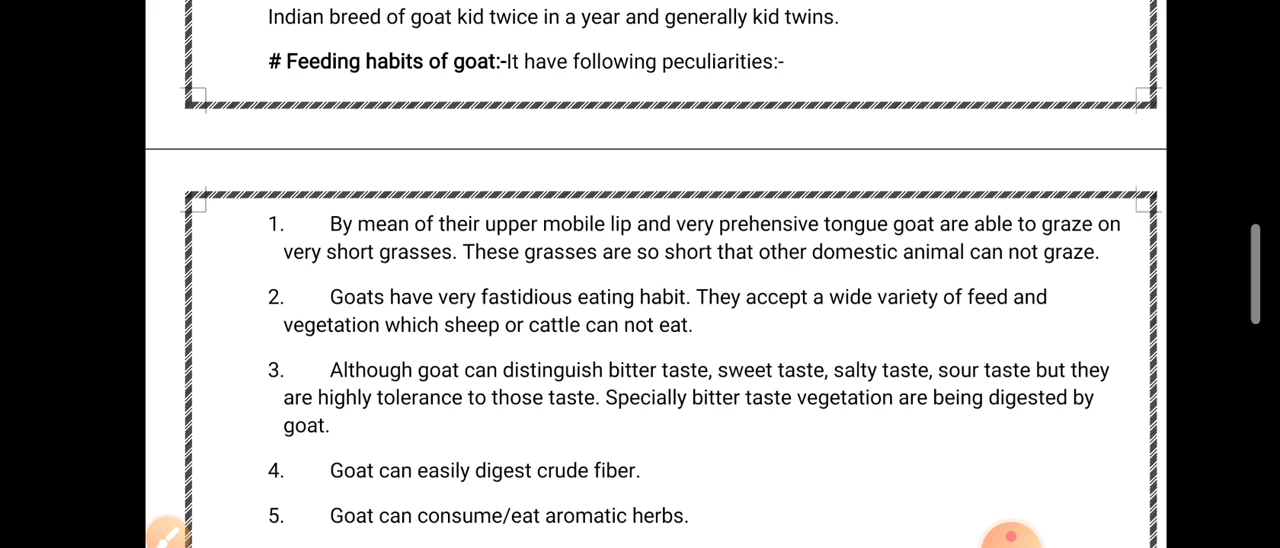 Indian breed of goat kid twice in a year and generally kid twins.
# Feeding habits of goat:-It have following peculiarities:-
1. By mean of their upper mobile lip and very prehensive tongue goat are able to graze on
very short grasses. These grasses are so short that other domestic animal can not graze.
2. Goats have very fastidious eating habit. They accept a wide variety of feed and
vegetation which sheep or cattle can not eat.
3. Although goat can distinguish bitter taste, sweet taste, salty taste, sour taste but they
are highly tolerance to those taste. Specially bitter taste vegetation are being digested by
goat.
4. Goat can easily digest crude fiber.
5. Goat can consume/eat aromatic herbs.